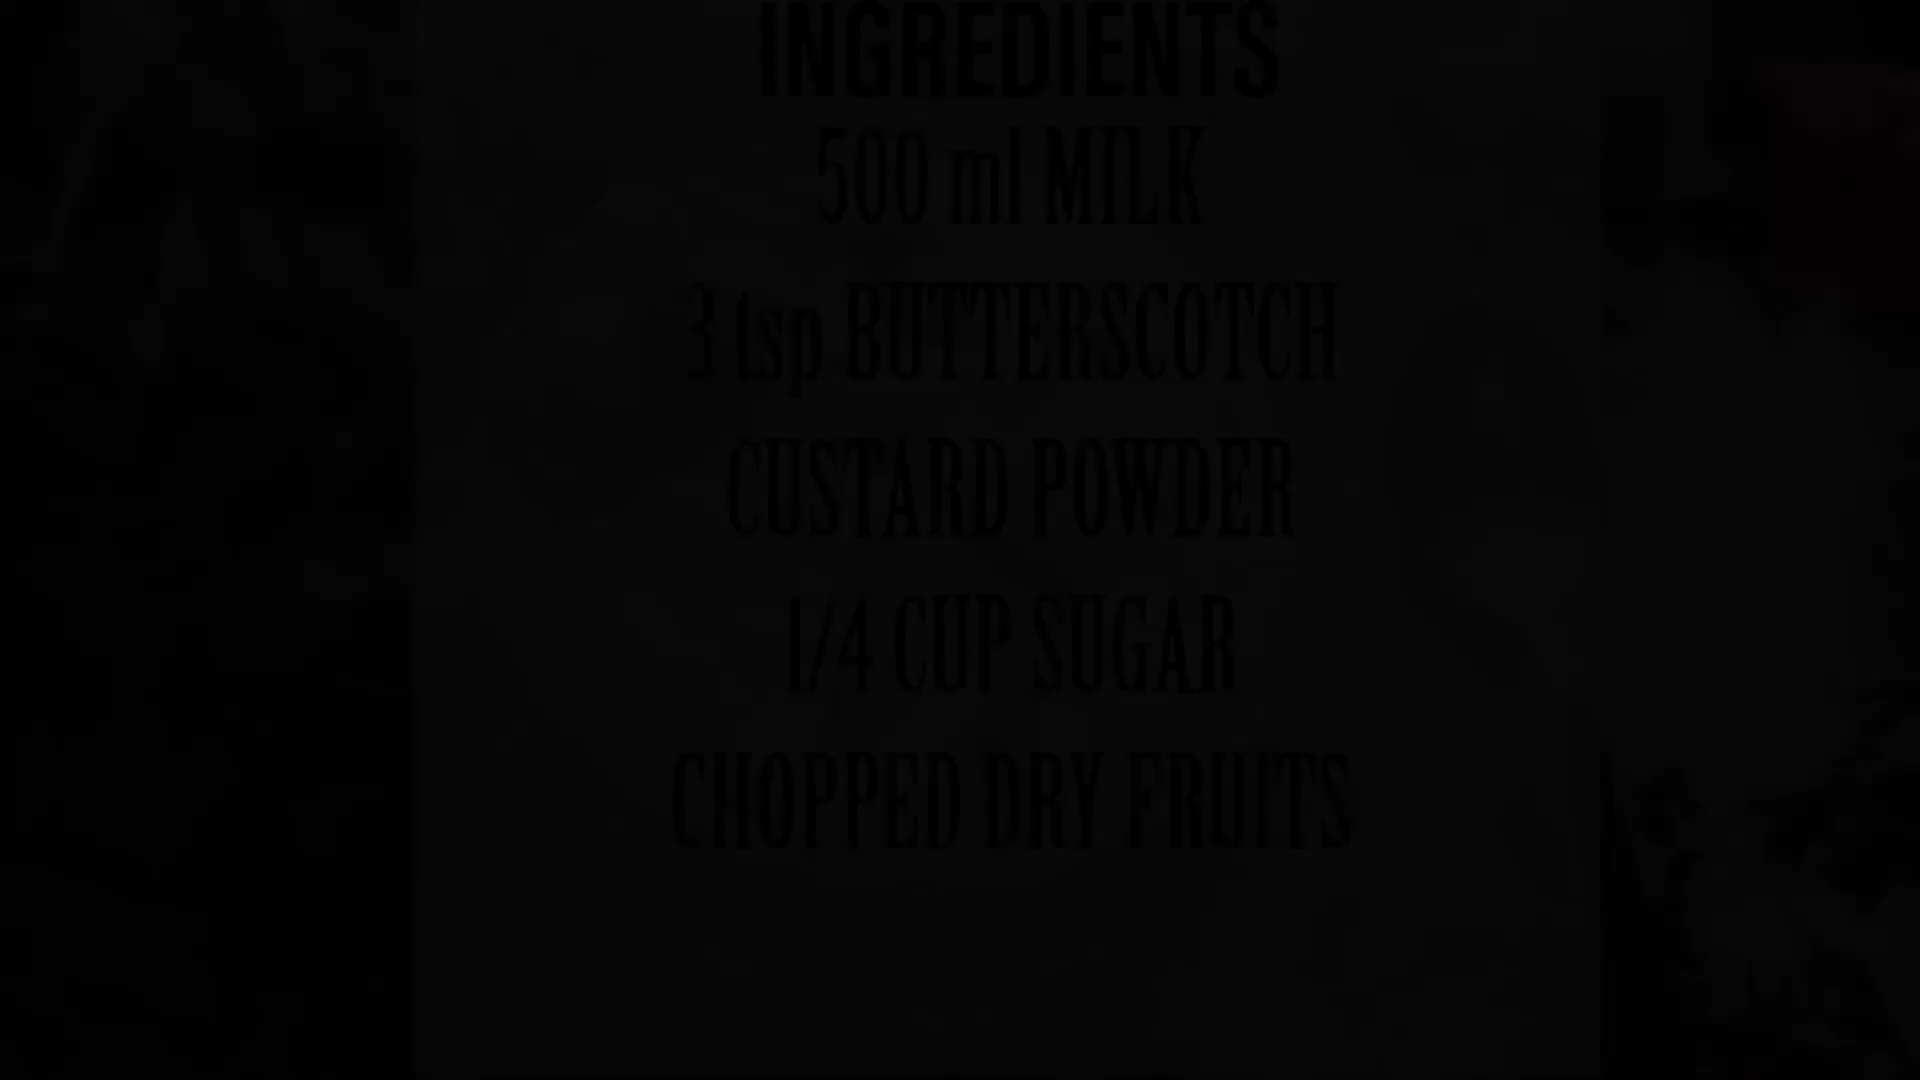 INGREDIENTS
500 ml MILK
3 tsp BUTTERSCOTCH
CUSTARD POWDER
1/4 CUP SUGAR
CHOPPED DRY FRUITS